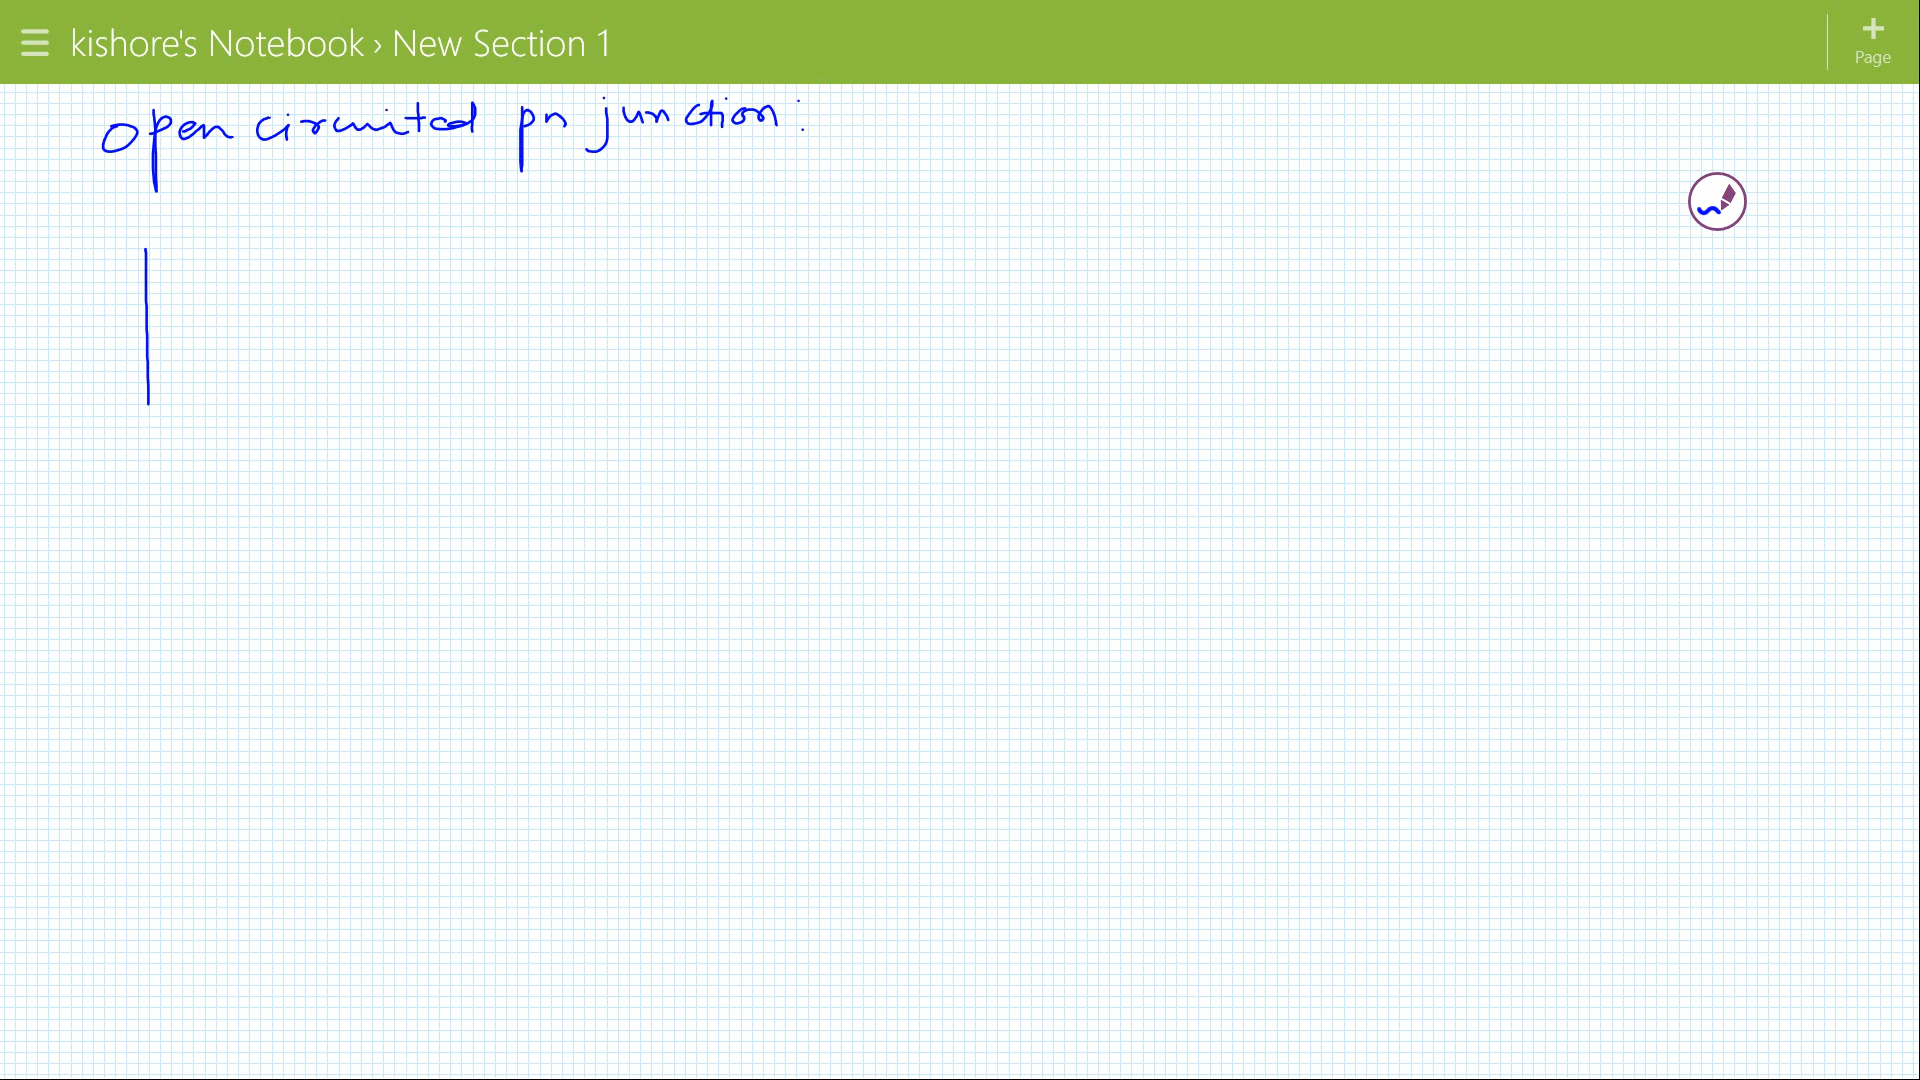 kishore's Notebook › New Section 1
Page
open circuited pn junction: